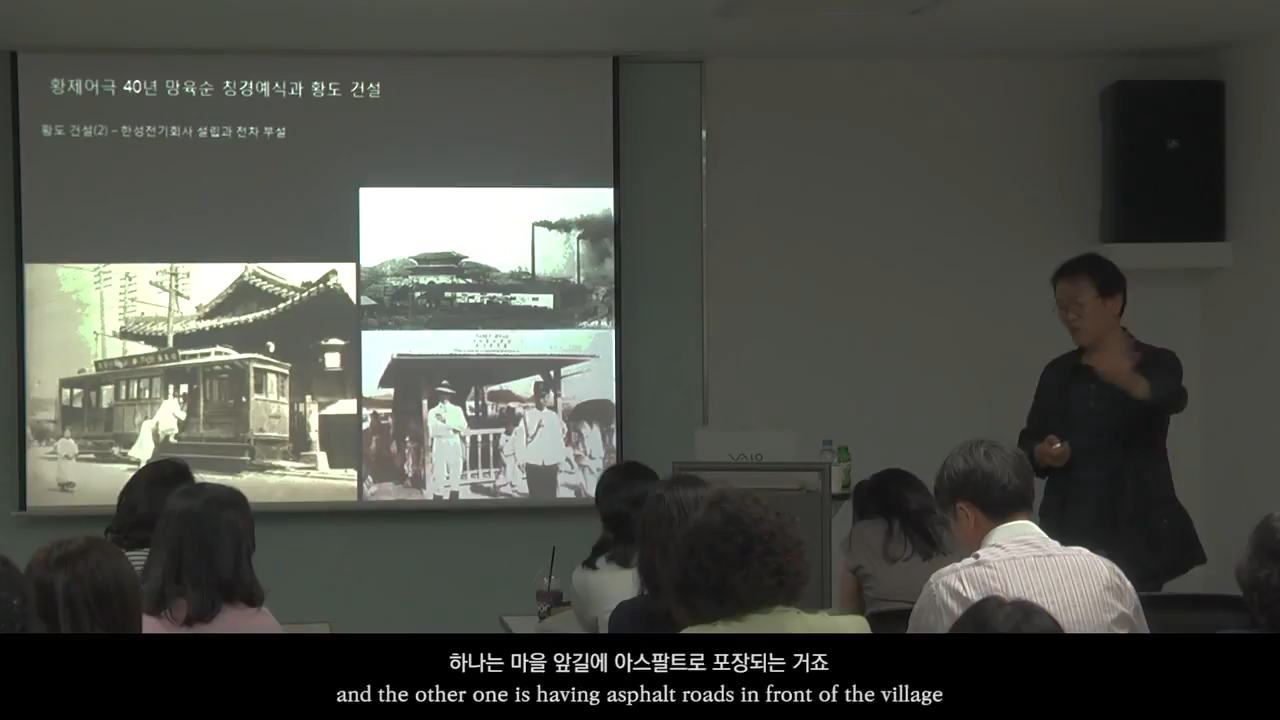 황제어극 40년 망육순 칭경예식과 황도 건설
황도 건설(2) – 한성전기회사 설립과 전차 부설
VAIO
하나는 마을 앞길에 아스팔트로 포장되는 거죠
and the other one is having asphalt roads in front of the village